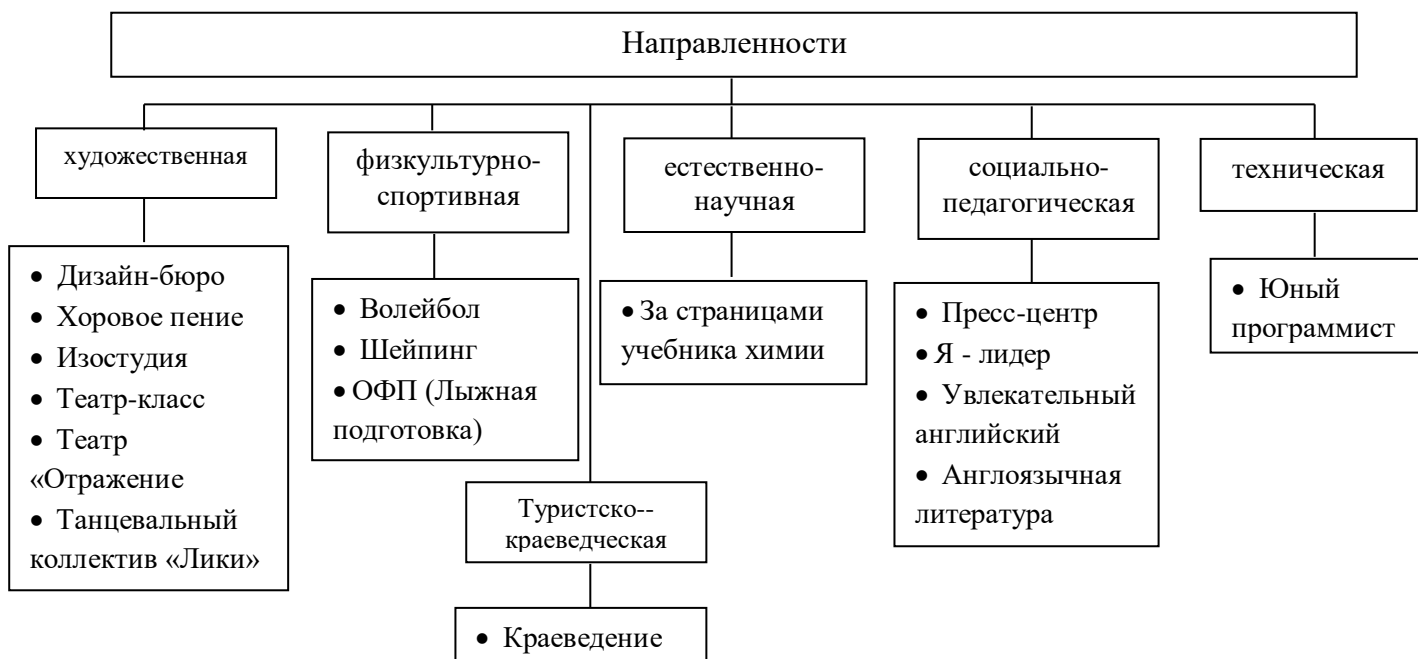 Направленности
художественная
физкультурно-
спортивная
естественно-
научная
социально-
педагогическая
техническая
• Дизайн-бюро
• Хоровое пение
• Изостудия
• Театр-класс
• Театр
«Отражение
• Танцевальный
коллектив «Лики»
• Волейбол
• Шейпинг
• ОФП (Лыжная
подготовка)
• За страницами
учебника химии
• Пресс-центр
• Я - лидер
• Увлекательный
английский
• Англоязычная
литература
• Юный
программист
Туристско--
краеведческая
• Краеведение